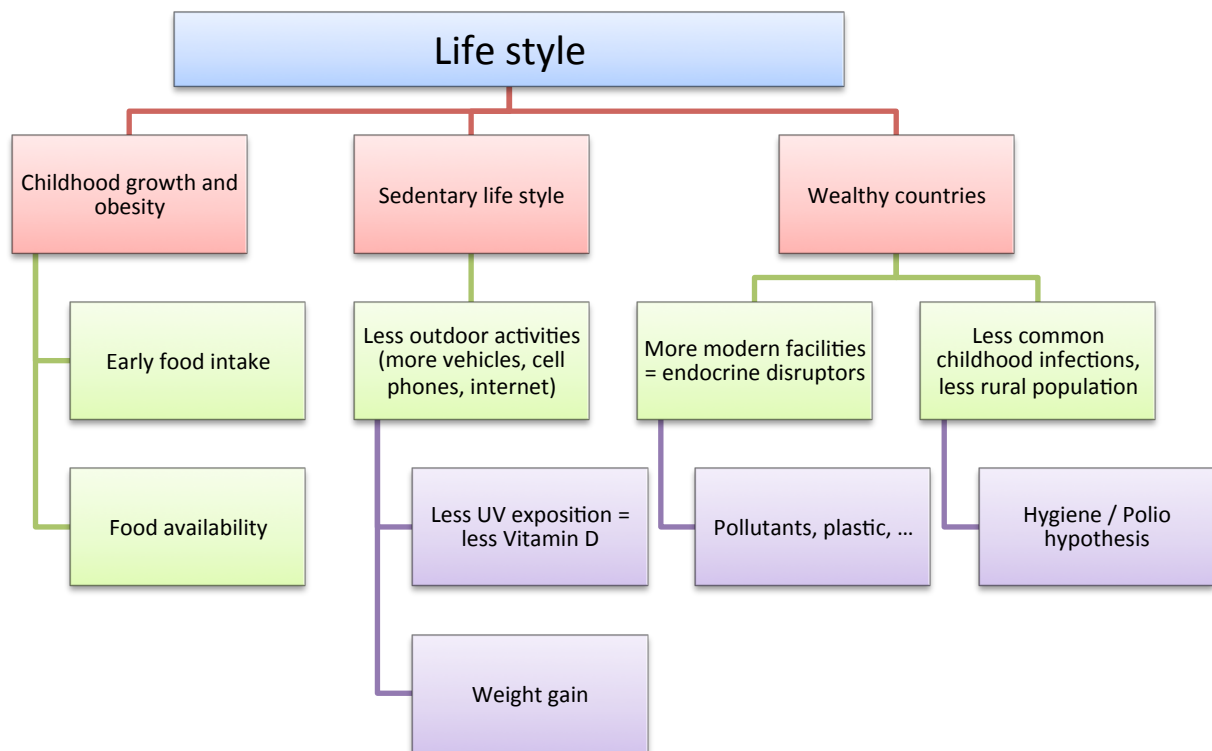 Life style
Childhood growth and
obesity
Sedentary life style
Wealthy countries
Early food intake
Food availability
Less outdoor activities
(more vehicles, cell
phones, internet)
Less UV exposition =
less Vitamin D
Weight gain
More modern facilities
= endocrine disruptors
Pollutants, plastic, …
Less common
childhood infections,
less rural population
Hygiene / Polio
hypothesis